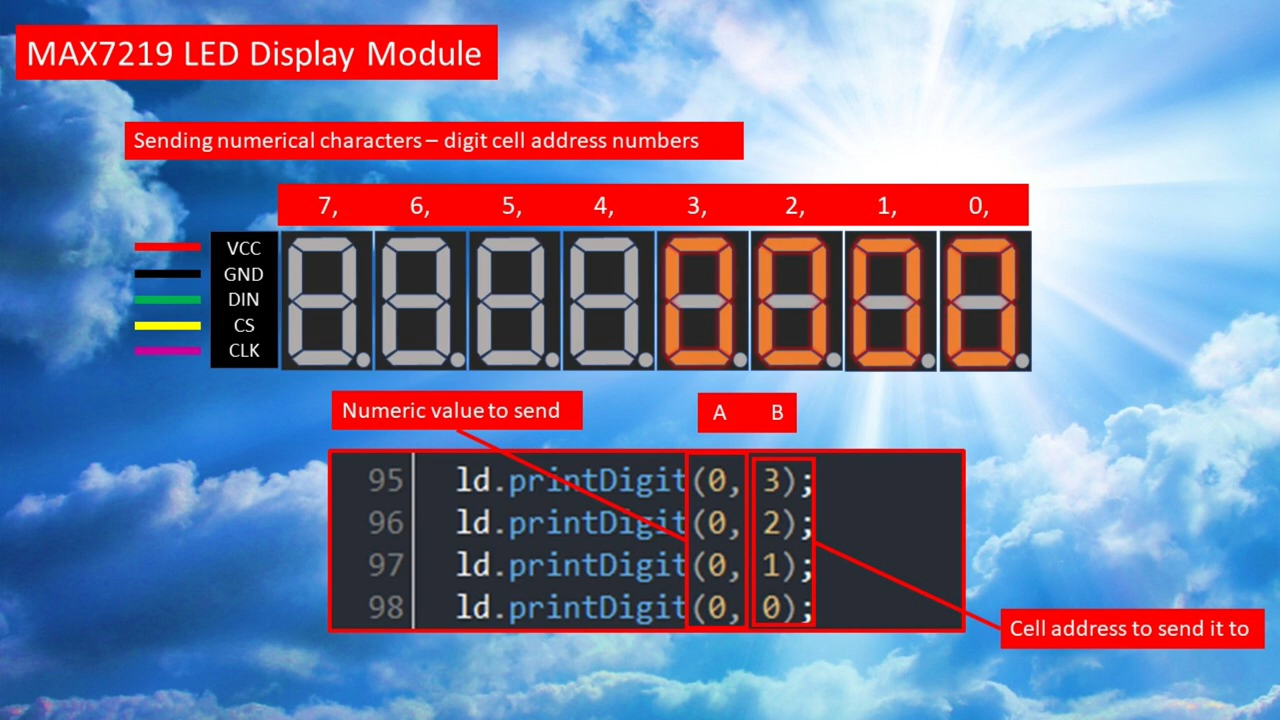 MAX7219 LED Display Module
Sending numerical characters – digit cell address numbers
7, 6, 5, 4, 3, 2, 1, 0,
VCC
GND
DIN
CS
CLK
Numeric value to send
A B
95 ld.printDigit(0, 3);
96 ld.printDigit(0, 2);
97 ld.printDigit(0, 1);
98 ld.printDigit(0, 0);
Cell address to send it to